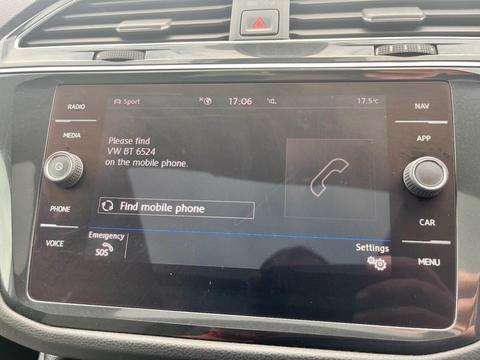 RADIO
MEDIA
PHONE
VOICE
Sport
17:06
17.5°C
Please find
VW BT 6524
on the mobile phone.
Find mobile phone
Emergency
SOS
Settings
NAV
APP
CAR
MENU